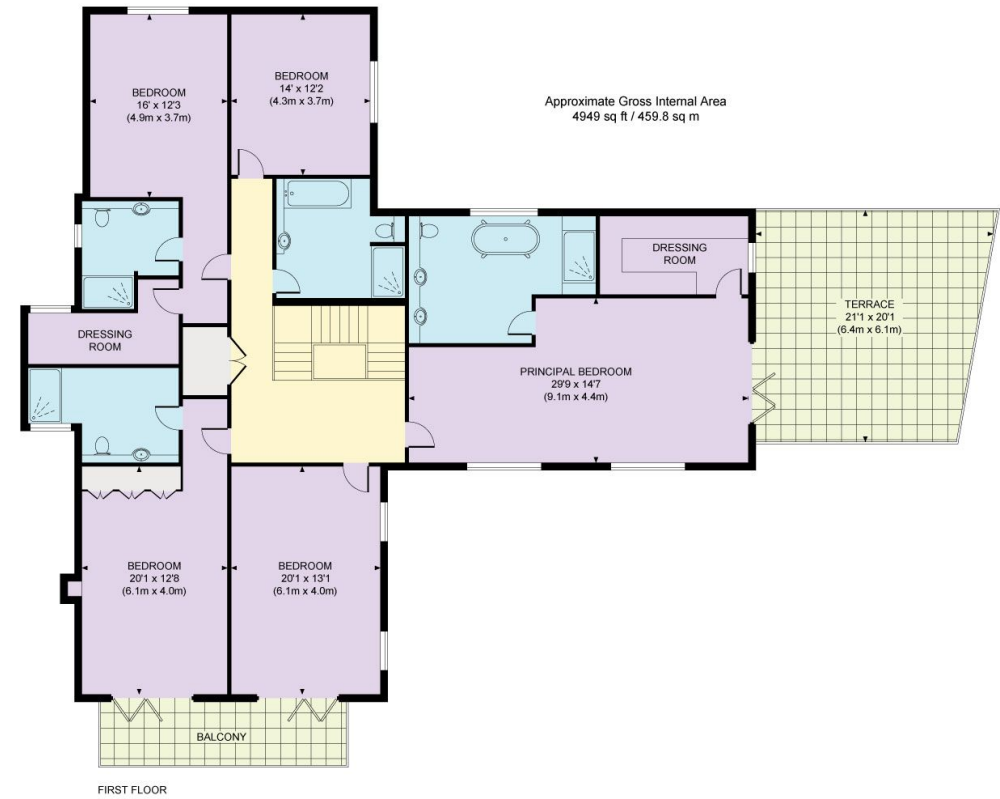 BEDROOM
16' x 12'3
(4.9m x 3.7m)
BEDROOM
14' x 12'2
(4.3m x 3.7m)
Approximate Gross Internal Area
4949 sq ft / 459.8 sq m
DRESSING
ROOM
TERRACE
21'1 x 20'1
(6.4m x 6.1m)
DRESSING
ROOM
PRINCIPAL BEDROOM
29'9 x 14'7
(9.1m x 4.4m)
BEDROOM
20'1 x 12'8
(6.1m x 4.0m)
BEDROOM
20'1 x 13'1
(6.1m x 4.0m)
BALCONY
FIRST FLOOR